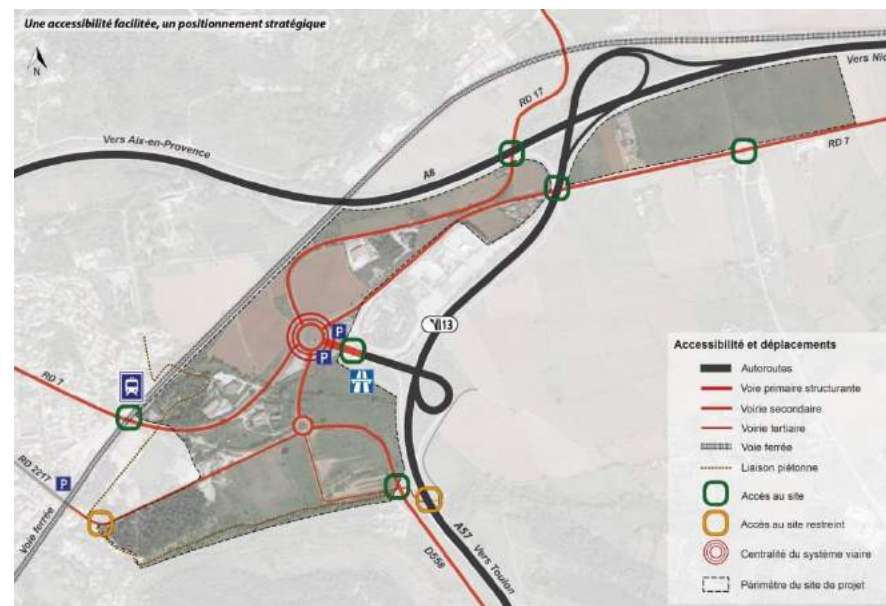 Une accessibilité facilitée, un positionnement stratégique
N
Vers Nic
RD 17
Vers Aix-en-Provence
A8
RD 7
13
P
P
RD 7
RD 2217
P
Voie ferrée
A57
Vers Toulon
D558
Accessibilité et déplacements
Autoroutes
Voie primaire structurante
Voirie secondaire
Voirie tertiaire
Voie ferrée
Liaison piétonne
Accès au site
Accès au site restreint
Centralité du système viaire
Périmètre du site de projet